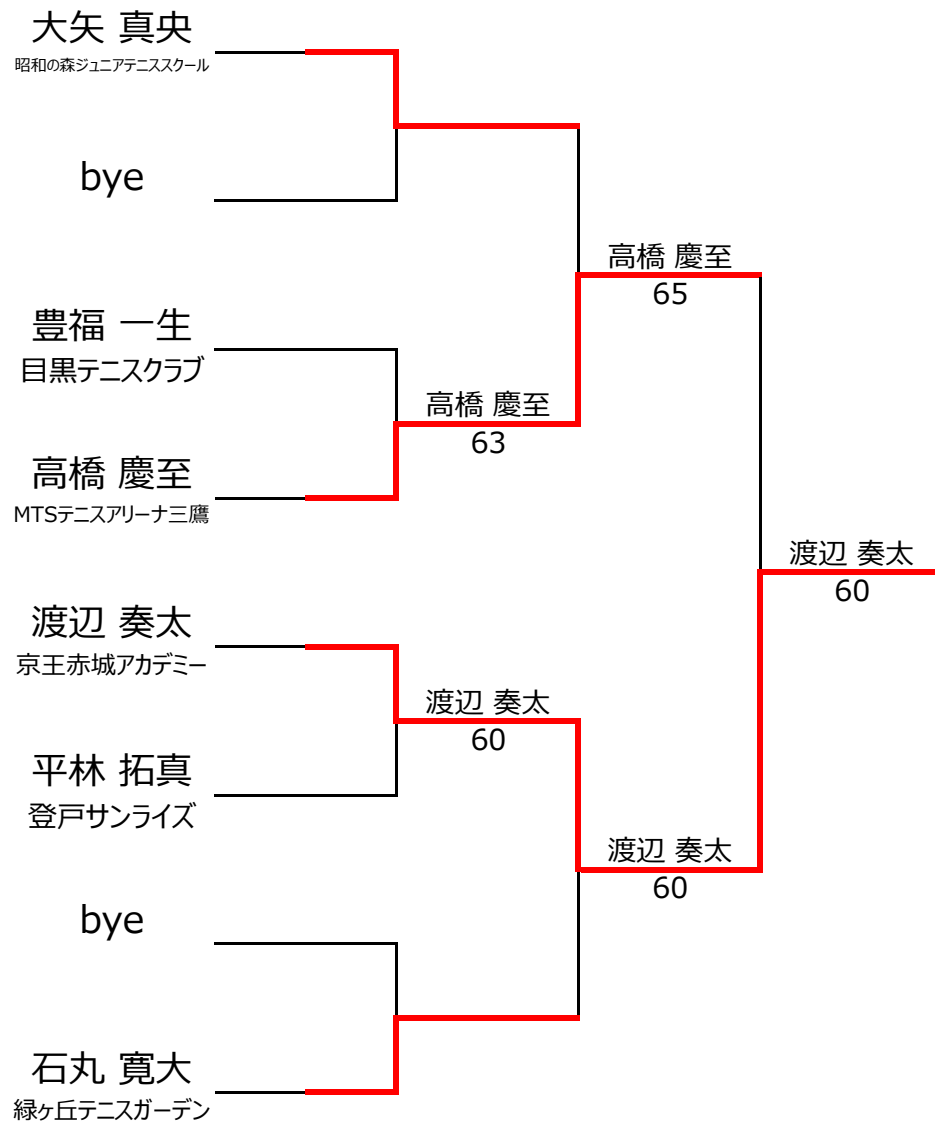 大矢 真央
昭和の森ジュニアテニススクール
bye
高橋 慶至
65
豊福 一生
目黒テニスクラブ
高橋 慶至
63
高橋 慶至
MTSテニスアリーナ三鷹
渡辺 奏太
60
渡辺 奏太
京王赤城アカデミー
渡辺 奏太
60
平林 拓真
登戸サンライズ
渡辺 奏太
60
bye
石丸 寛大
緑ヶ丘テニスガーデン